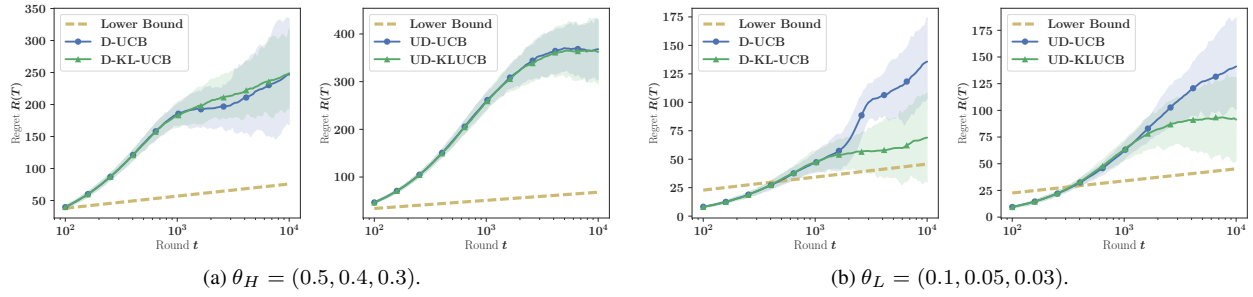 350
300
250
200
150
100
50
10²
10³
10⁴
Regret R(T)
Round t
Lower Bound
D-UCB
D-KL-UCB
400
300
200
100
10²
10³
10⁴
Regret R(T)
Round t
Lower Bound
UD-UCB
UD-KLUCB
(a) θ_H = (0.5, 0.4, 0.3).
175
150
125
100
75
50
25
0
10²
10³
10⁴
Regret R(T)
Round t
Lower Bound
D-UCB
D-KL-UCB
175
150
125
100
75
50
25
0
10²
10³
10⁴
Regret R(T)
Round t
Lower Bound
UD-UCB
UD-KLUCB
(b) θ_L = (0.1, 0.05, 0.03).